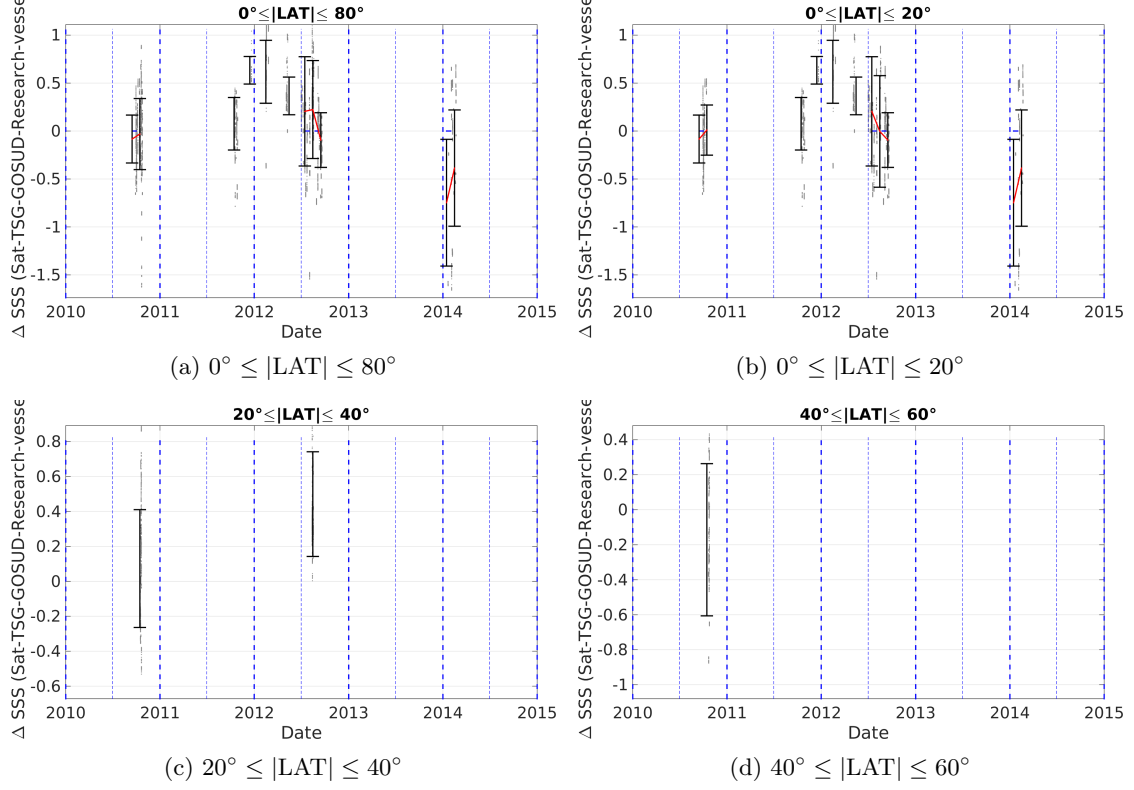 0°≤|LAT|≤ 80°
Δ SSS (Sat-TSG-GOSUD-Research-vesse
1
0.5
0
-0.5
-1
-1.5
2010 2011 2012 2013 2014 2015
Date
(a) 0° ≤ |LAT| ≤ 80°
0°≤|LAT|≤ 20°
Δ SSS (Sat-TSG-GOSUD-Research-vesse
1
0.5
0
-0.5
-1
-1.5
2010 2011 2012 2013 2014 2015
Date
(b) 0° ≤ |LAT| ≤ 20°
20°≤|LAT|≤ 40°
Δ SSS (Sat-TSG-GOSUD-Research-vesse
0.8
0.6
0.4
0.2
0
-0.2
-0.4
-0.6
2010 2011 2012 2013 2014 2015
Date
(c) 20° ≤ |LAT| ≤ 40°
40°≤|LAT|≤ 60°
Δ SSS (Sat-TSG-GOSUD-Research-vesse
0.4
0.2
0
-0.2
-0.4
-0.6
-0.8
-1
2010 2011 2012 2013 2014 2015
Date
(d) 40° ≤ |LAT| ≤ 60°